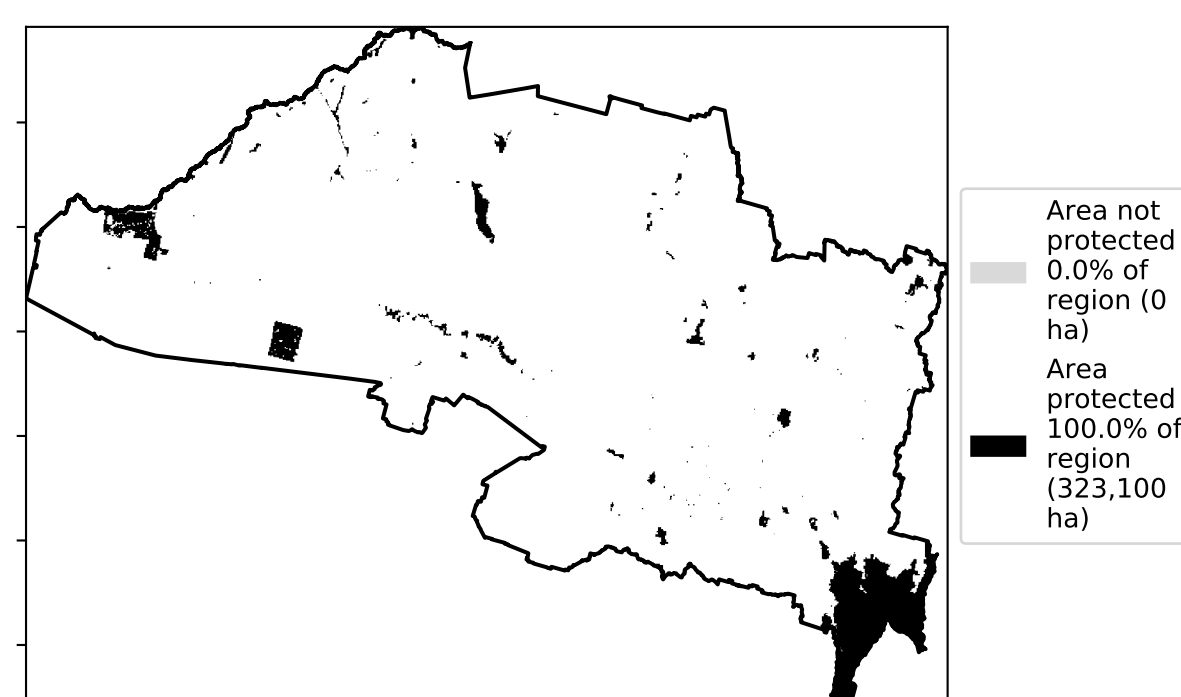 Area not
protected
0.0% of
region (0
ha)
Area
protected
100.0% of
region
(323,100
ha)